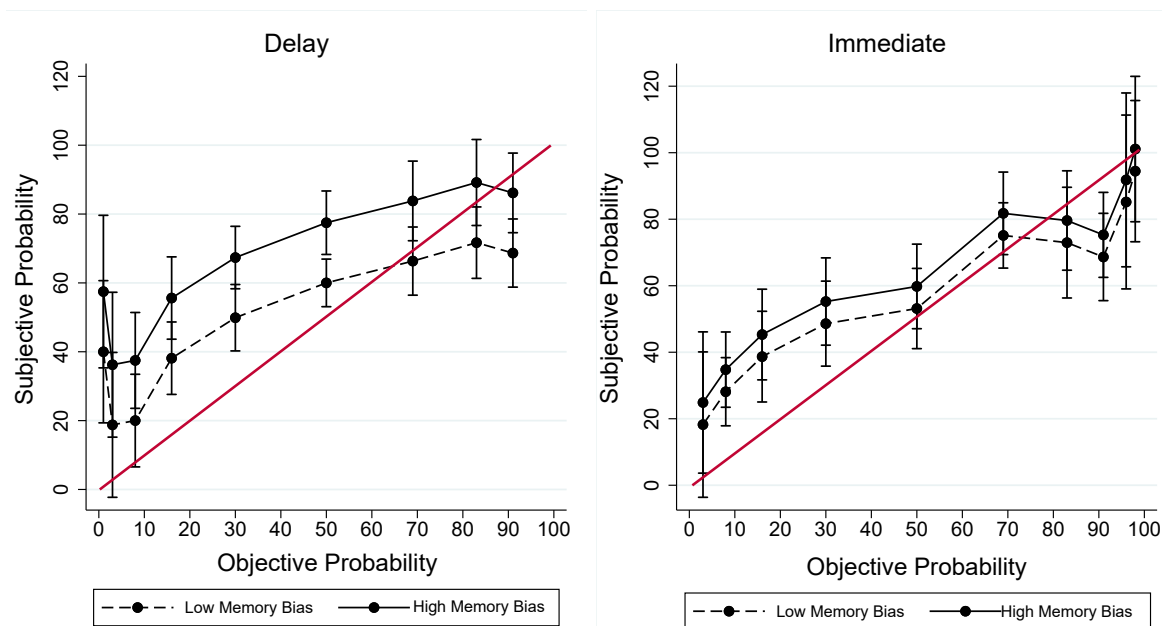 Delay
Subjective Probability
120
100
80
60
40
20
0
0 10 20 30 40 50 60 70 80 90 100
Objective Probability
Low Memory Bias High Memory Bias
Immediate
Subjective Probability
120
100
80
60
40
20
0
0 10 20 30 40 50 60 70 80 90 100
Objective Probability
Low Memory Bias High Memory Bias